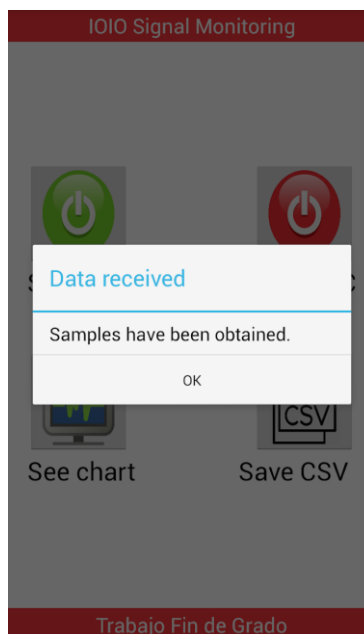 IOIO Signal Monitoring
Data received
Samples have been obtained.
OK
CSV
See chart
Save CSV
Trabajo Fin de Grado